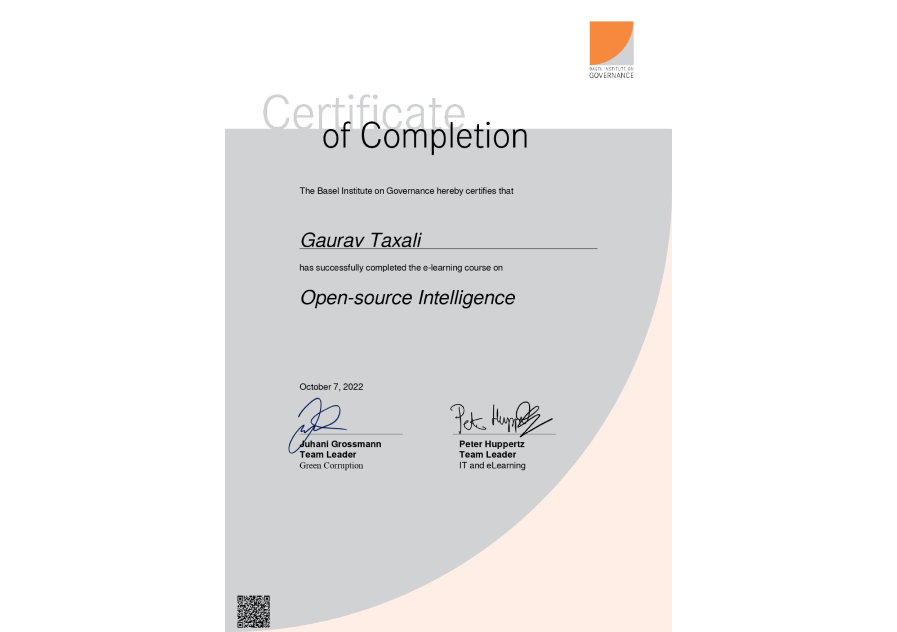 BASEL INSTITUTE ON
GOVERNANCE
Certificate
of Completion
The Basel Institute on Governance hereby certifies that
Gaurav Taxali
has successfully completed the e-learning course on
Open-source Intelligence
October 7, 2022
Peter Huppertz
Juhani Grossmann
Peter Huppertz
Team Leader
Team Leader
Green Corruption
IT and eLearning